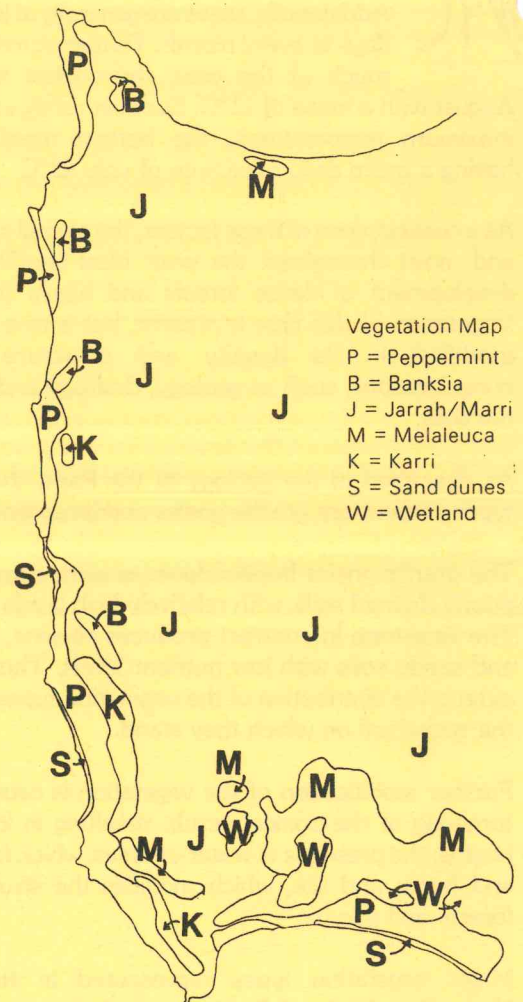 P
B
M
J
B
P
B
J
J
P
K
Vegetation Map
P = Peppermint
B = Banksia
J = Jarrah/Marri
M = Melaleuca
K = Karri
S = Sand dunes
W = Wetland
S
B
J
J
P
K
S
J
M
M
J
W
M
M
W
W
P
K
S